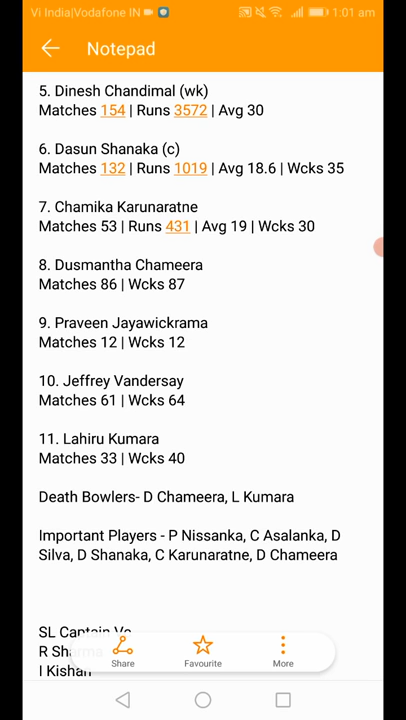 Vi India|Vodafone IN 1:01 am
Notepad
5. Dinesh Chandimal (wk)
Matches 154 | Runs 3572 | Avg 30
6. Dasun Shanaka (c)
Matches 132 | Runs 1019 | Avg 18.6 | Wcks 35
7. Chamika Karunaratne
Matches 53 | Runs 431 | Avg 19 | Wcks 30
8. Dusmantha Chameera
Matches 86 | Wcks 87
9. Praveen Jayawickrama
Matches 12 | Wcks 12
10. Jeffrey Vandersay
Matches 61 | Wcks 64
11. Lahiru Kumara
Matches 33 | Wcks 40
Death Bowlers- D Chameera, L Kumara
Important Players - P Nissanka, C Asalanka, D
Silva, D Shanaka, C Karunaratne, D Chameera
SL Captain Vc
R Sharma
I Kishan
Share Favourite More